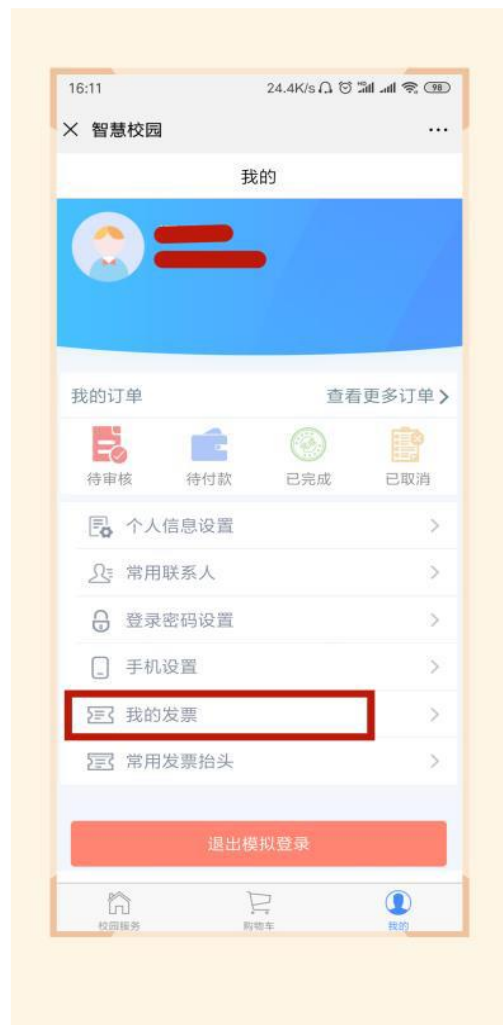 16:11 24.4K/s 98
智慧校园 ...
我的
我的订单 查看更多订单
待审核 待付款 已完成 已取消
个人信息设置
常用联系人
登录密码设置
手机设置
我的发票
常用发票抬头
退出模拟登录
校园服务 购物车 我的